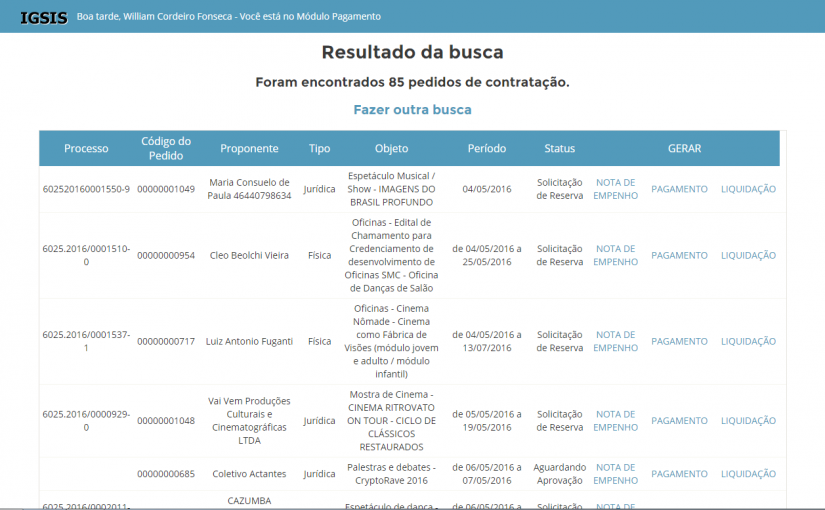 IGSIS Boa tarde, William Cordeiro Fonseca - Você está no Módulo Pagamento
Resultado da busca
Foram encontrados 85 pedidos de contratação.
Fazer outra busca
Processo Código do Pedido Proponente Tipo Objeto Período Status GERAR
602520160001550-9 00000001049 Maria Consuelo de Paula 46440798634 Jurídica Espetáculo Musical / Show - IMAGENS DO BRASIL PROFUNDO 04/05/2016 Solicitação de Reserva NOTA DE EMPENHO PAGAMENTO LIQUIDAÇÃO
6025.2016/0001510-0 00000000954 Cleo Beolchi Vieira Física Oficinas - Edital de Chamamento para Credenciamento de desenvolvimento de Oficinas SMC - Oficina de Danças de Salão de 04/05/2016 a 25/05/2016 Solicitação de Reserva NOTA DE EMPENHO PAGAMENTO LIQUIDAÇÃO
6025.2016/0001537-1 00000000717 Luiz Antonio Fuganti Física Oficinas - Cinema Nômade - Cinema como Fábrica de Visões (módulo jovem e adulto / módulo infantil) de 04/05/2016 a 13/07/2016 Solicitação de Reserva NOTA DE EMPENHO PAGAMENTO LIQUIDAÇÃO
6025.2016/0000929-0 00000001048 Vai Vem Produções Culturais e Cinematográficas LTDA Jurídica Mostra de Cinema - CINEMA RITROVATO ON TOUR - CICLO DE CLÁSSICOS RESTAURADOS de 05/05/2016 a 19/05/2016 Solicitação de Reserva NOTA DE EMPENHO PAGAMENTO LIQUIDAÇÃO
00000000685 Coletivo Actantes Jurídica Palestras e debates - CryptoRave 2016 de 06/05/2016 a 07/05/2016 Aguardando Aprovação NOTA DE EMPENHO PAGAMENTO LIQUIDAÇÃO
6025.2016/0002011- CAZUMBA Espetáculo de dança - de 06/05/2016 a Solicitação NOTA DE